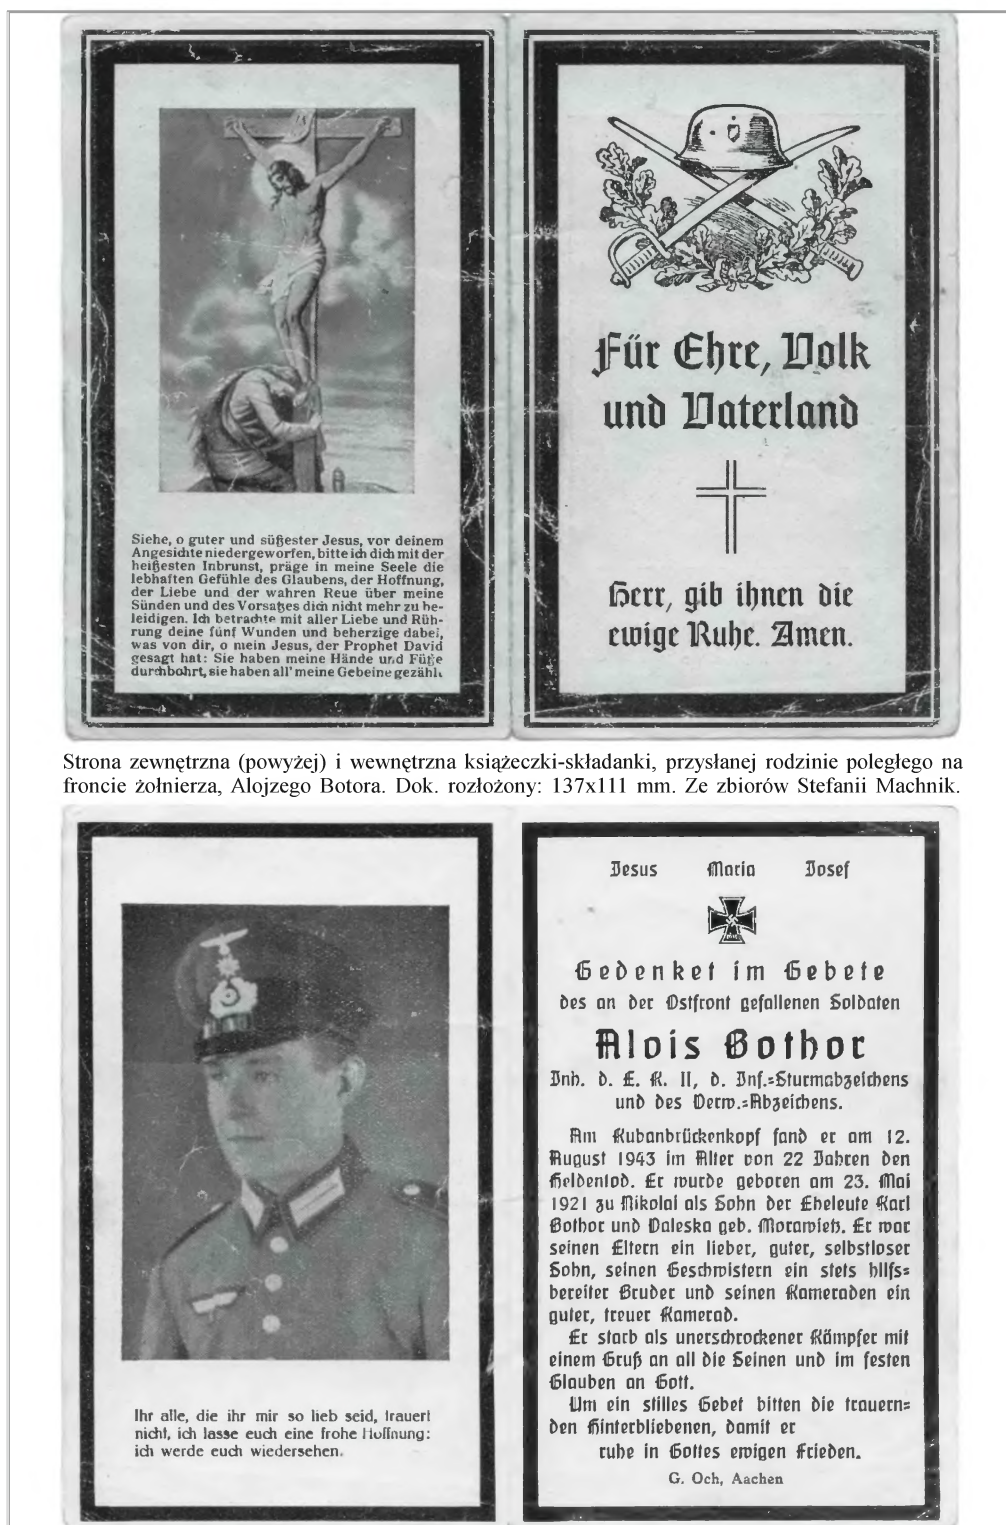 Siehe, o guter und süßester Jesus, vor deinem
Angesichte niedergeworfen, bitte ich dich mit der
heißesten Inbrunst, präge in meine Seele die
lebhaften Gefühle des Glaubens, der Hoffnung,
der Liebe und der wahren Reue über meine
Sünden und des Vorsatzes dich nicht mehr zu be-
leidigen. Ich betrachte mit aller Liebe und Rüh-
rung deine fünf Wunden und beherzige dabei,
was von dir, o mein Jesus, der Prophet David
gesagt hat: Sie haben meine Hände und Füße
durchbohrt, sie haben all' meine Gebeine gezählt.
Für Ehre, Volk
und Vaterland
Herr, gib ihnen die
ewige Ruhe. Amen.
Strona zewnętrzna (powyżej) i wewnętrzna książeczki-składanki, przysłanej rodzinie poległego na
froncie żołnierza, Alojzego Botora. Dok. rozłożony: 137x111 mm. Ze zbiorów Stefanii Machnik.
Ihr alle, die ihr mir so lieb seid, trauert
nicht, ich lasse euch eine frohe Hoffnung:
ich werde euch wiedersehen.
Jesus Maria Josef
Gedenket im Gebete
des an der Ostfront gefallenen Soldaten
Alois Bothor
Inh. d. E. K. II, d. Inf.-Sturmabzeichens
und des Verw.-Abzeichens.
Am Kubanbrückenkopf fand er am 12.
August 1943 im Alter von 22 Jahren den
Heldentod. Er wurde geboren am 23. Mai
1921 zu Nikolai als Sohn der Eheleute Karl
Bothor und Valeska geb. Morawietz. Er war
seinen Eltern ein lieber, guter, selbstloser
Sohn, seinen Geschwistern ein stets hilfs-
bereiter Bruder und seinen Kameraden ein
guter, treuer Kamerad.
Er starb als unerschrockener Kämpfer mit
einem Gruß an all die Seinen und im festen
Glauben an Gott.
Um ein stilles Gebet bitten die trauern-
den Hinterbliebenen, damit er
ruhe in Gottes ewigen Frieden.
G. Och, Aachen